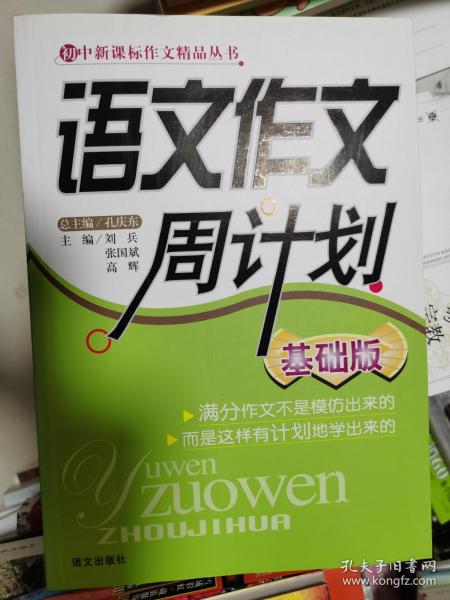 初中新课标作文精品丛书
语文作文
周计划
总主编/孔庆东
主编/刘兵
张国斌
高辉
基础版
满分作文不是模仿出来的
而是这样有计划地学出来的
Yuwen
zuowen
ZHOUJIHUA
语文出版社
孔夫子旧书网
www.kongfz.com